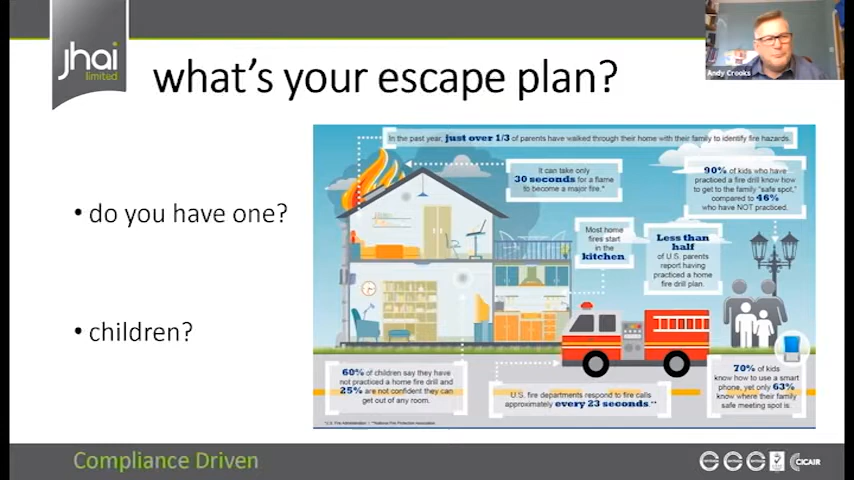 jhai
limited
what's your escape plan?
Andy Crooks
• do you have one?
• children?
In the past year, just over 1/3 of parents have walked through their home with their family to identify fire hazards.
It can take only
30 seconds for a flame
to become a major fire.*
90% of kids who have
practiced a fire drill know how
to get to the family "safe spot,"
compared to 46%
who have NOT practiced.
Most home
fires start
in the
kitchen
Less than
half
of U.S. parents
report having
practiced a home
fire drill plan.
60% of children say they have
not practiced a home fire drill and
25% are not confident they can
get out of any room.
U.S. fire departments respond to fire calls
approximately every 23 seconds.**
70% of kids
know how to use a smart
phone, yet only 63%
know where their family
safe meeting spot is.
*U.S. Fire Administration | **National Fire Protection Association
Compliance Driven
CICAIR